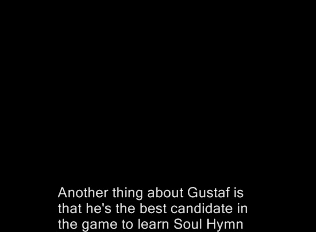 Another thing about Gustaf is
that he's the best candidate in
the game to learn Soul Hymn